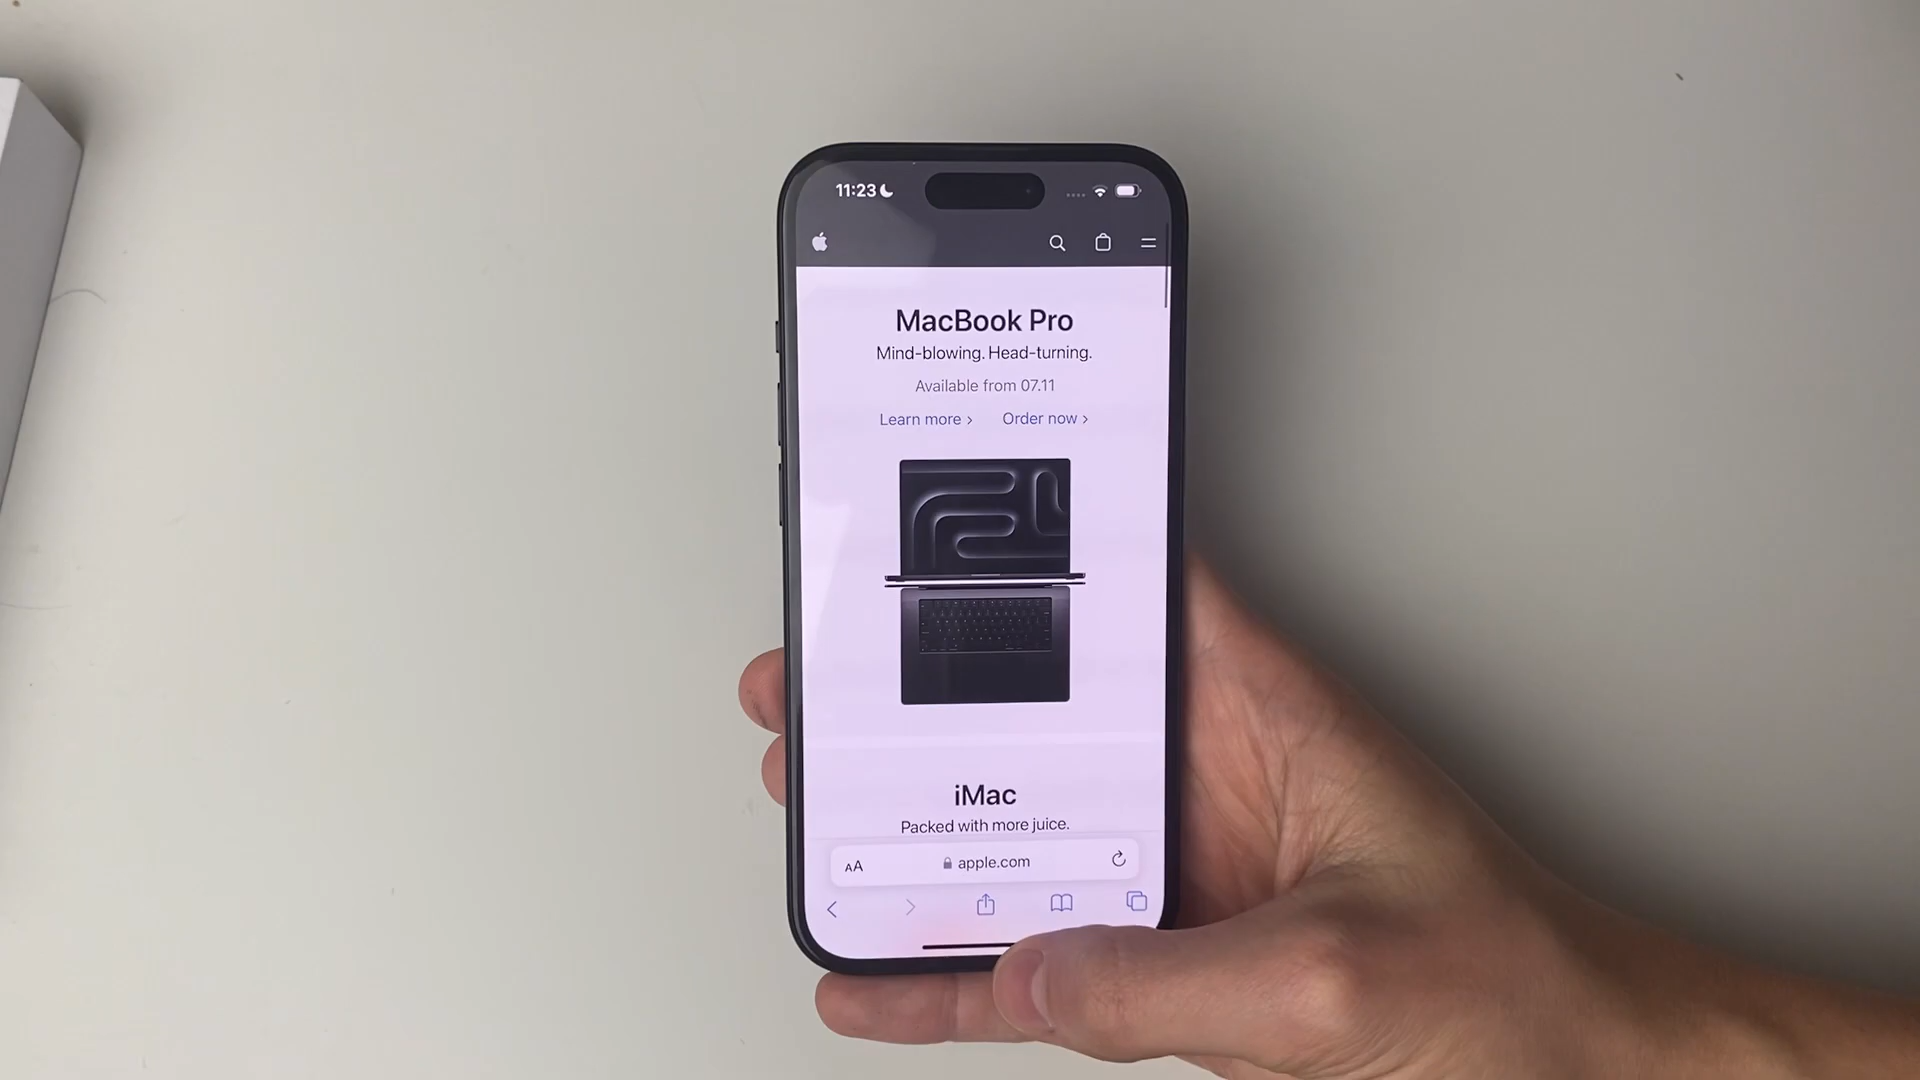 11:23
MacBook Pro
Mind-blowing. Head-turning.
Available from 07.11
Learn more >
Order now >
iMac
Packed with more juice.
AA
apple.com